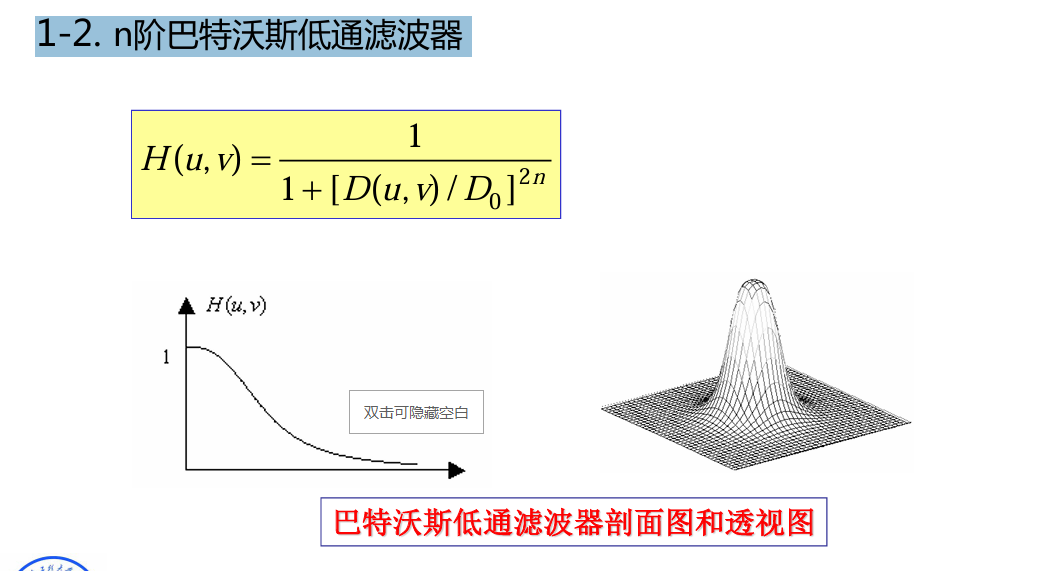 1-2. n阶巴特沃斯低通滤波器
H(u, v) = 1 / (1 + [D(u, v) / D₀]²ⁿ)
H(u,v)
1
双击可隐藏空白
巴特沃斯低通滤波器剖面图和透视图